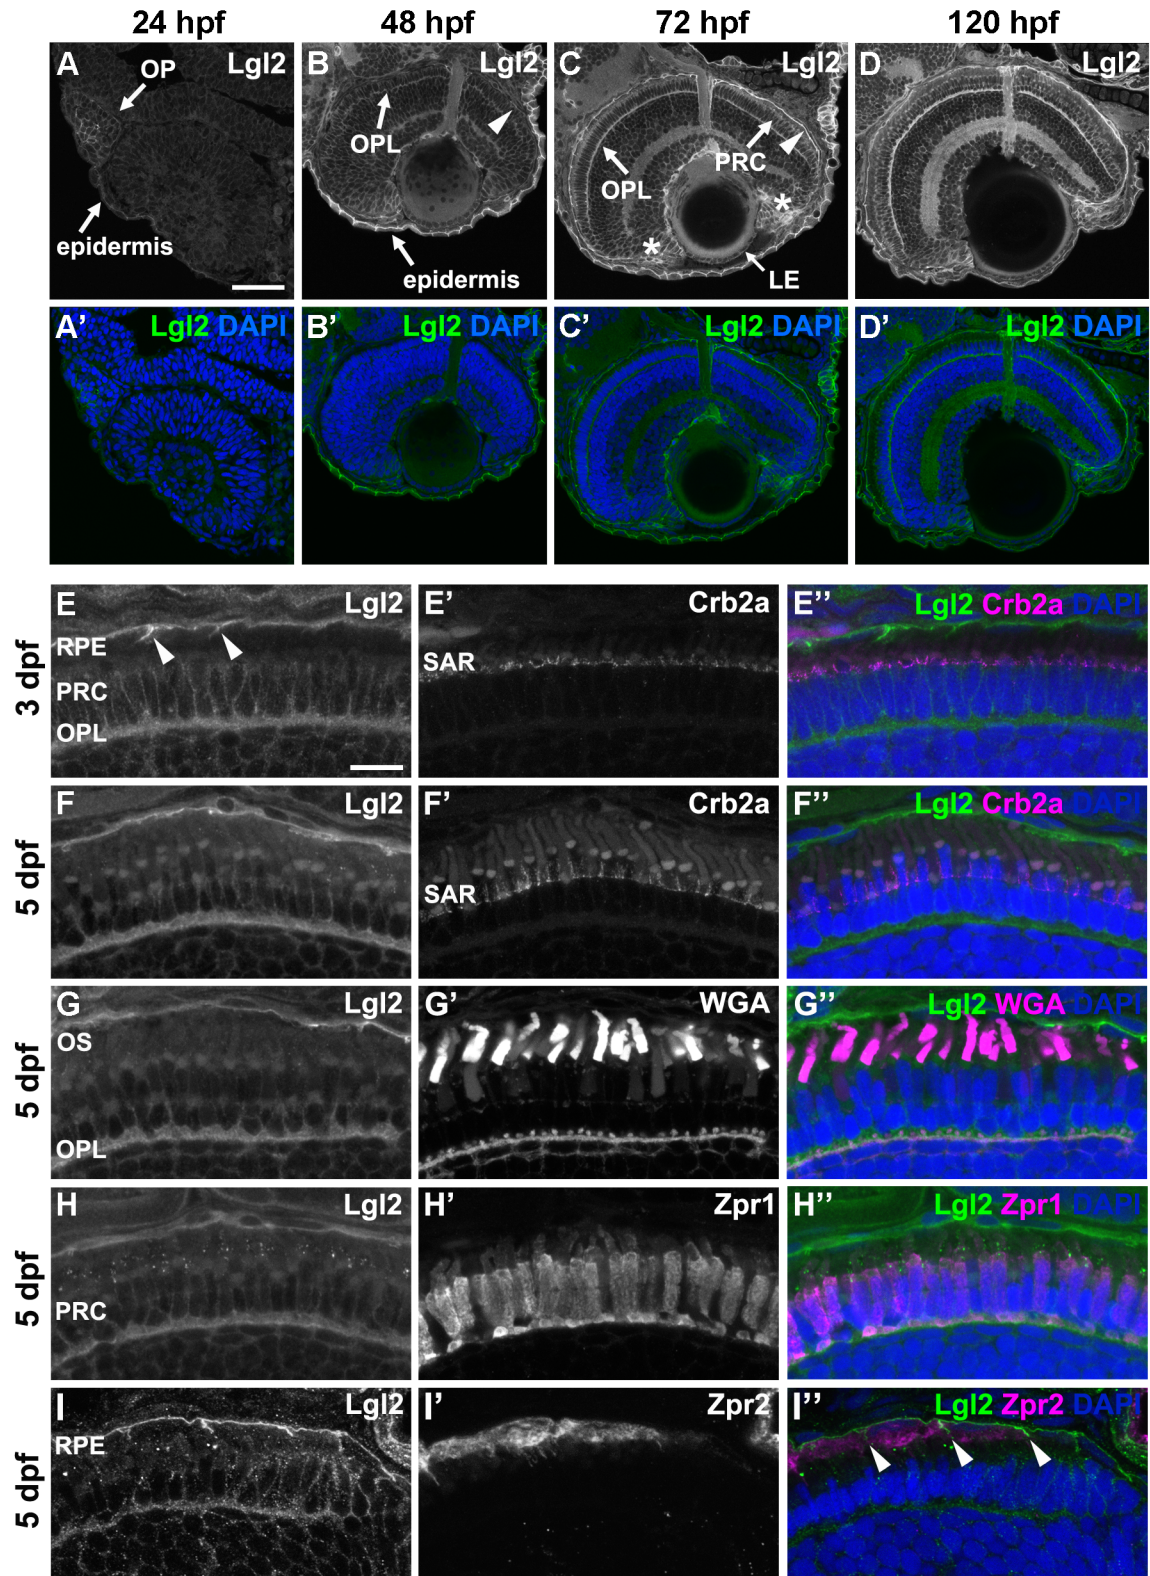 24 hpf 48 hpf 72 hpf 120 hpf
A OP Lgl2
epidermis
B Lgl2
OPL
epidermis
C Lgl2
PRC
OPL
* *
LE
D Lgl2
A’ Lgl2 DAPI
B’ Lgl2 DAPI
C’ Lgl2 DAPI
D’ Lgl2 DAPI
3 dpf
E Lgl2
RPE
PRC
OPL
E’ Crb2a
SAR
E’’ Lgl2 Crb2a DAPI
5 dpf
F Lgl2
F’ Crb2a
SAR
F’’ Lgl2 Crb2a DAPI
5 dpf
G Lgl2
OS
OPL
G’ WGA
G’’ Lgl2 WGA DAPI
5 dpf
H Lgl2
PRC
H’ Zpr1
H’’ Lgl2 Zpr1 DAPI
5 dpf
I Lgl2
RPE
I’ Zpr2
I’’ Lgl2 Zpr2 DAPI